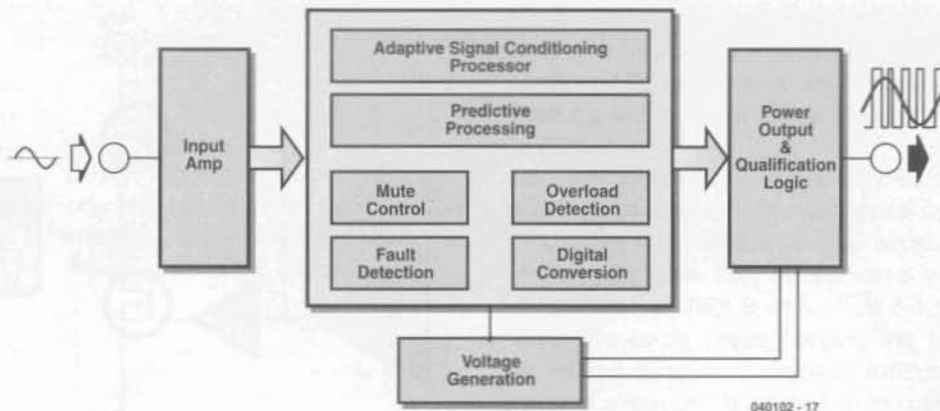 Input
Amp
Adaptive Signal Conditioning
Processor
Predictive
Processing
Mute
Control
Overload
Detection
Fault
Detection
Digital
Conversion
Power
Output
&
Qualification
Logic
Voltage
Generation
040102 - 17